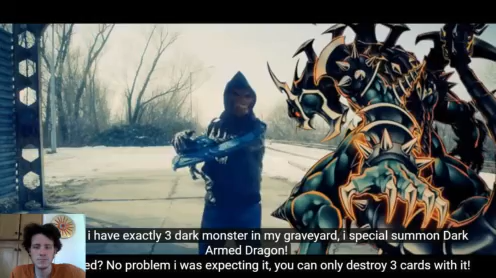 i have exactly 3 dark monster in my graveyard, i special summon Dark
Armed Dragon!
ed? No problem i was expecting it, you can only destroy 3 cards with it!